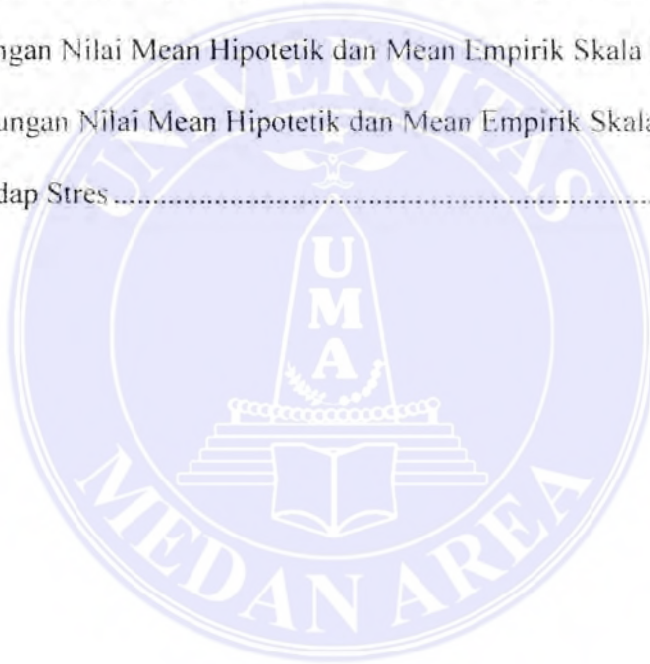 ngan Nilai Mean Hipotetik dan Mean Empirik Skala
ungan Nilai Mean Hipotetik dan Mean Empirik Skala
dap Stres
UNIVERSITAS
U
M
A
MEDAN AREA